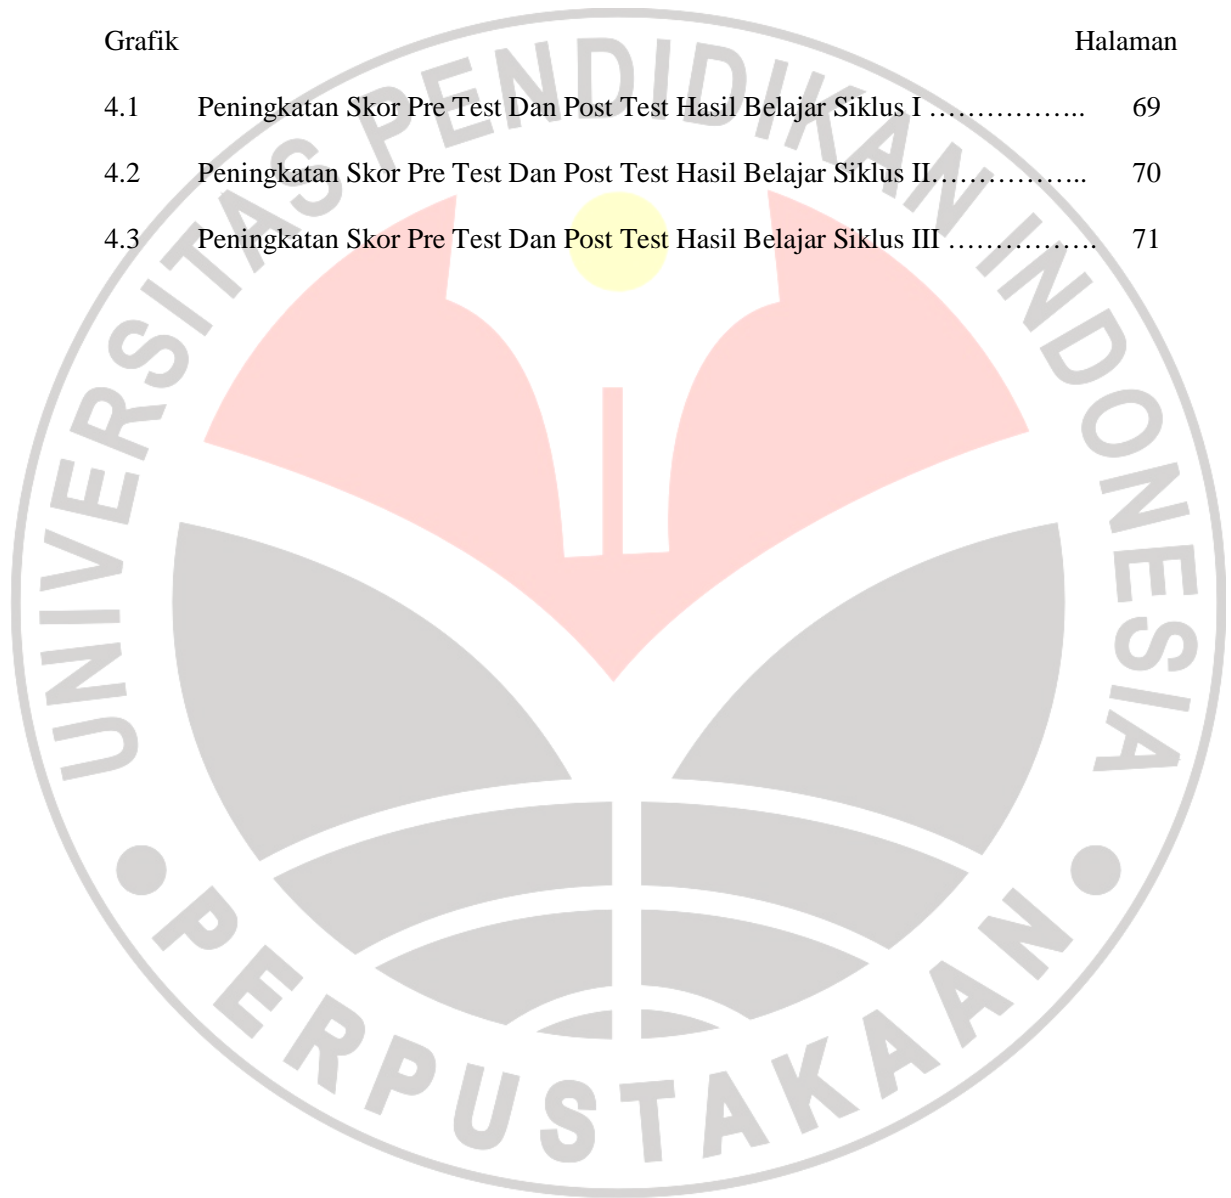 Grafik Halaman
4.1 Peningkatan Skor Pre Test Dan Post Test Hasil Belajar Siklus I …………….. 69
4.2 Peningkatan Skor Pre Test Dan Post Test Hasil Belajar Siklus II…………….. 70
4.3 Peningkatan Skor Pre Test Dan Post Test Hasil Belajar Siklus III ……………. 71
UNIVERSITAS PENDIDIKAN INDONESIA
PERPUSTAKAAN